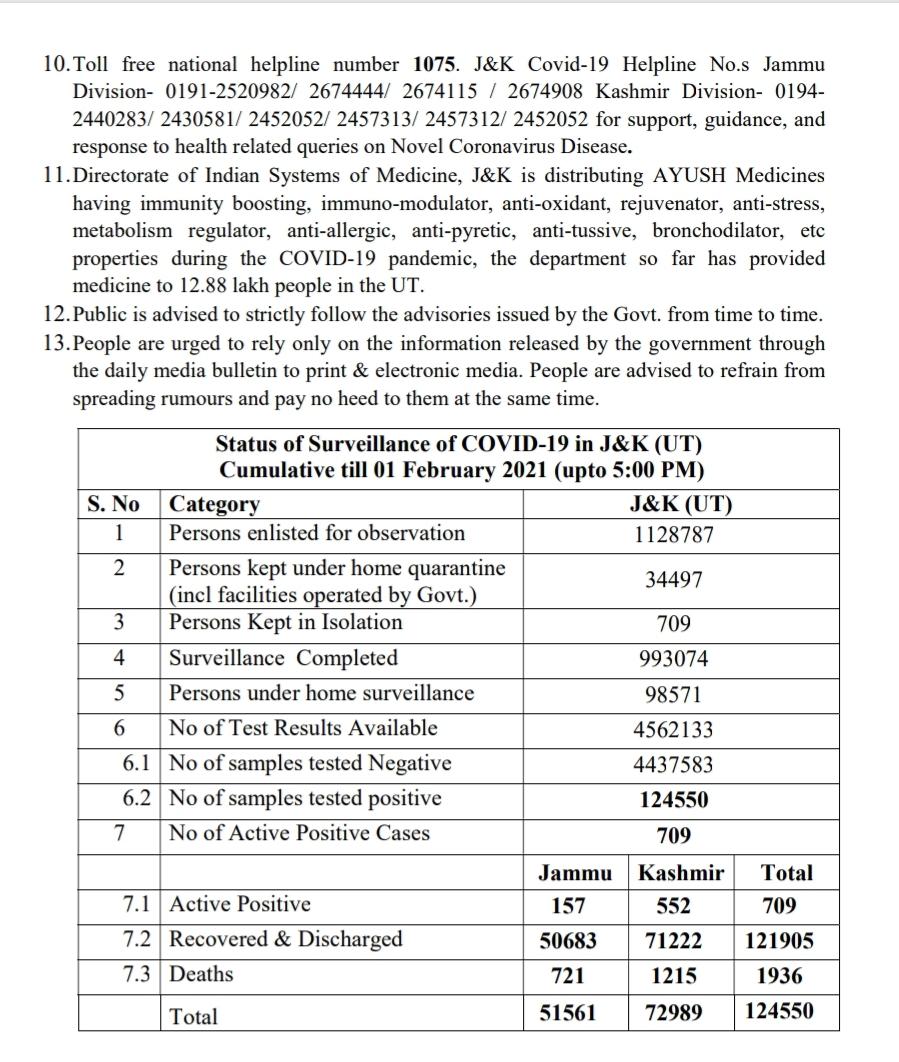 10. Toll free national helpline number 1075. J&K Covid-19 Helpline No.s Jammu
Division- 0191-2520982/ 2674444/ 2674115 / 2674908 Kashmir Division- 0194-
2440283/ 2430581/ 2452052/ 2457313/ 2457312/ 2452052 for support, guidance, and
response to health related queries on Novel Coronavirus Disease.
11. Directorate of Indian Systems of Medicine, J&K is distributing AYUSH Medicines
having immunity boosting, immuno-modulator, anti-oxidant, rejuvenator, anti-stress,
metabolism regulator, anti-allergic, anti-pyretic, anti-tussive, bronchodilator, etc
properties during the COVID-19 pandemic, the department so far has provided
medicine to 12.88 lakh people in the UT.
12. Public is advised to strictly follow the advisories issued by the Govt. from time to time.
13. People are urged to rely only on the information released by the government through
the daily media bulletin to print & electronic media. People are advised to refrain from
spreading rumours and pay no heed to them at the same time.
Status of Surveillance of COVID-19 in J&K (UT)
Cumulative till 01 February 2021 (upto 5:00 PM)
S. No Category J&K (UT)
1 Persons enlisted for observation 1128787
2 Persons kept under home quarantine
(incl facilities operated by Govt.) 34497
3 Persons Kept in Isolation 709
4 Surveillance Completed 993074
5 Persons under home surveillance 98571
6 No of Test Results Available 4562133
6.1 No of samples tested Negative 4437583
6.2 No of samples tested positive 124550
7 No of Active Positive Cases 709
Jammu Kashmir Total
7.1 Active Positive 157 552 709
7.2 Recovered & Discharged 50683 71222 121905
7.3 Deaths 721 1215 1936
Total 51561 72989 124550